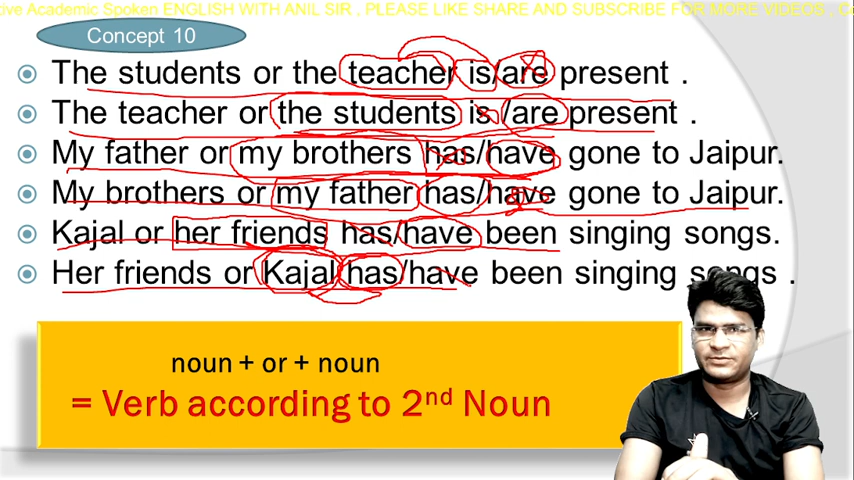 tive Academic Spoken ENGLISH WITH ANIL SIR , PLEASE LIKE SHARE AND SUBSCRIBE FOR MORE VIDEOS
Concept 10
The students or the teacher is/are present .
The teacher or the students is /are present .
My father or my brothers has/have gone to Jaipur.
My brothers or my father has/have gone to Jaipur.
Kajal or her friends has/have been singing songs.
Her friends or Kajal has/have been singing songs .
noun + or + noun
= Verb according to 2nd Noun